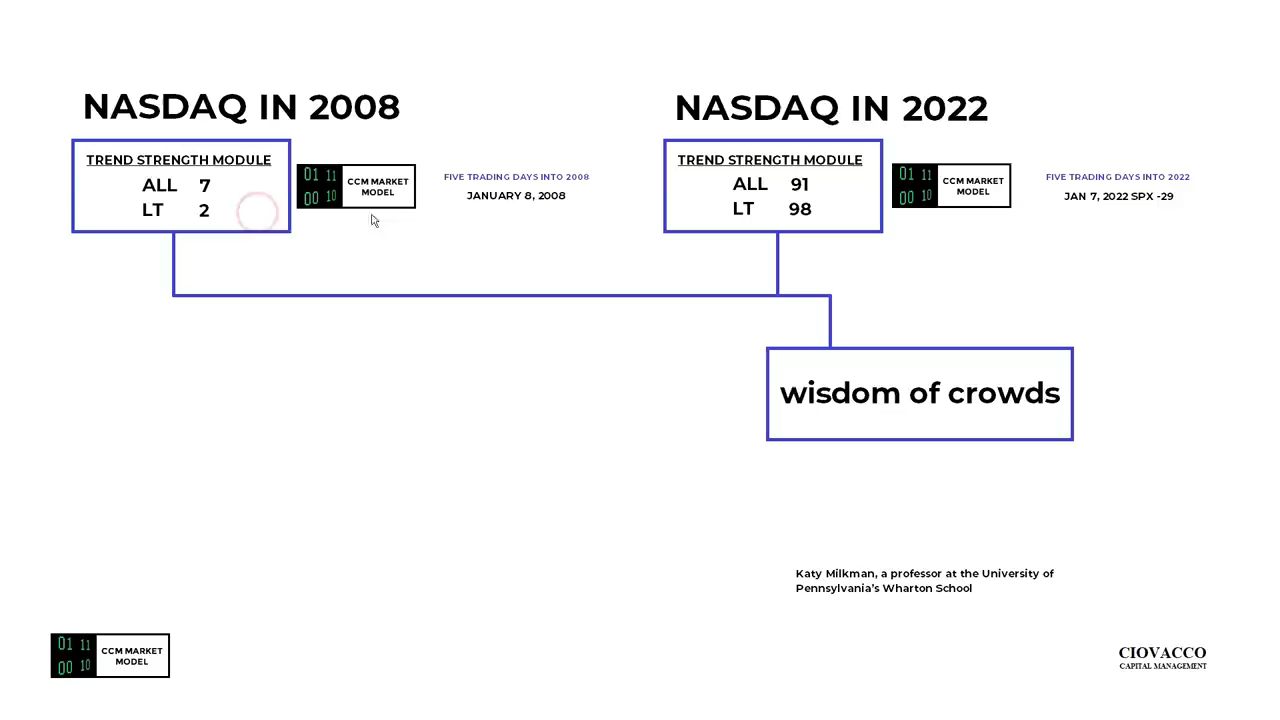 NASDAQ IN 2008
TREND STRENGTH MODULE
ALL 7
LT 2
01 11
00 10
CCM MARKET
MODEL
FIVE TRADING DAYS INTO 2008
JANUARY 8, 2008
NASDAQ IN 2022
TREND STRENGTH MODULE
ALL 91
LT 98
01 11
00 10
CCM MARKET
MODEL
FIVE TRADING DAYS INTO 2022
JAN 7, 2022 SPX -29
wisdom of crowds
Katy Milkman, a professor at the University of
Pennsylvania's Wharton School
01 11
00 10
CCM MARKET
MODEL
CIOVACCO
CAPITAL MANAGEMENT